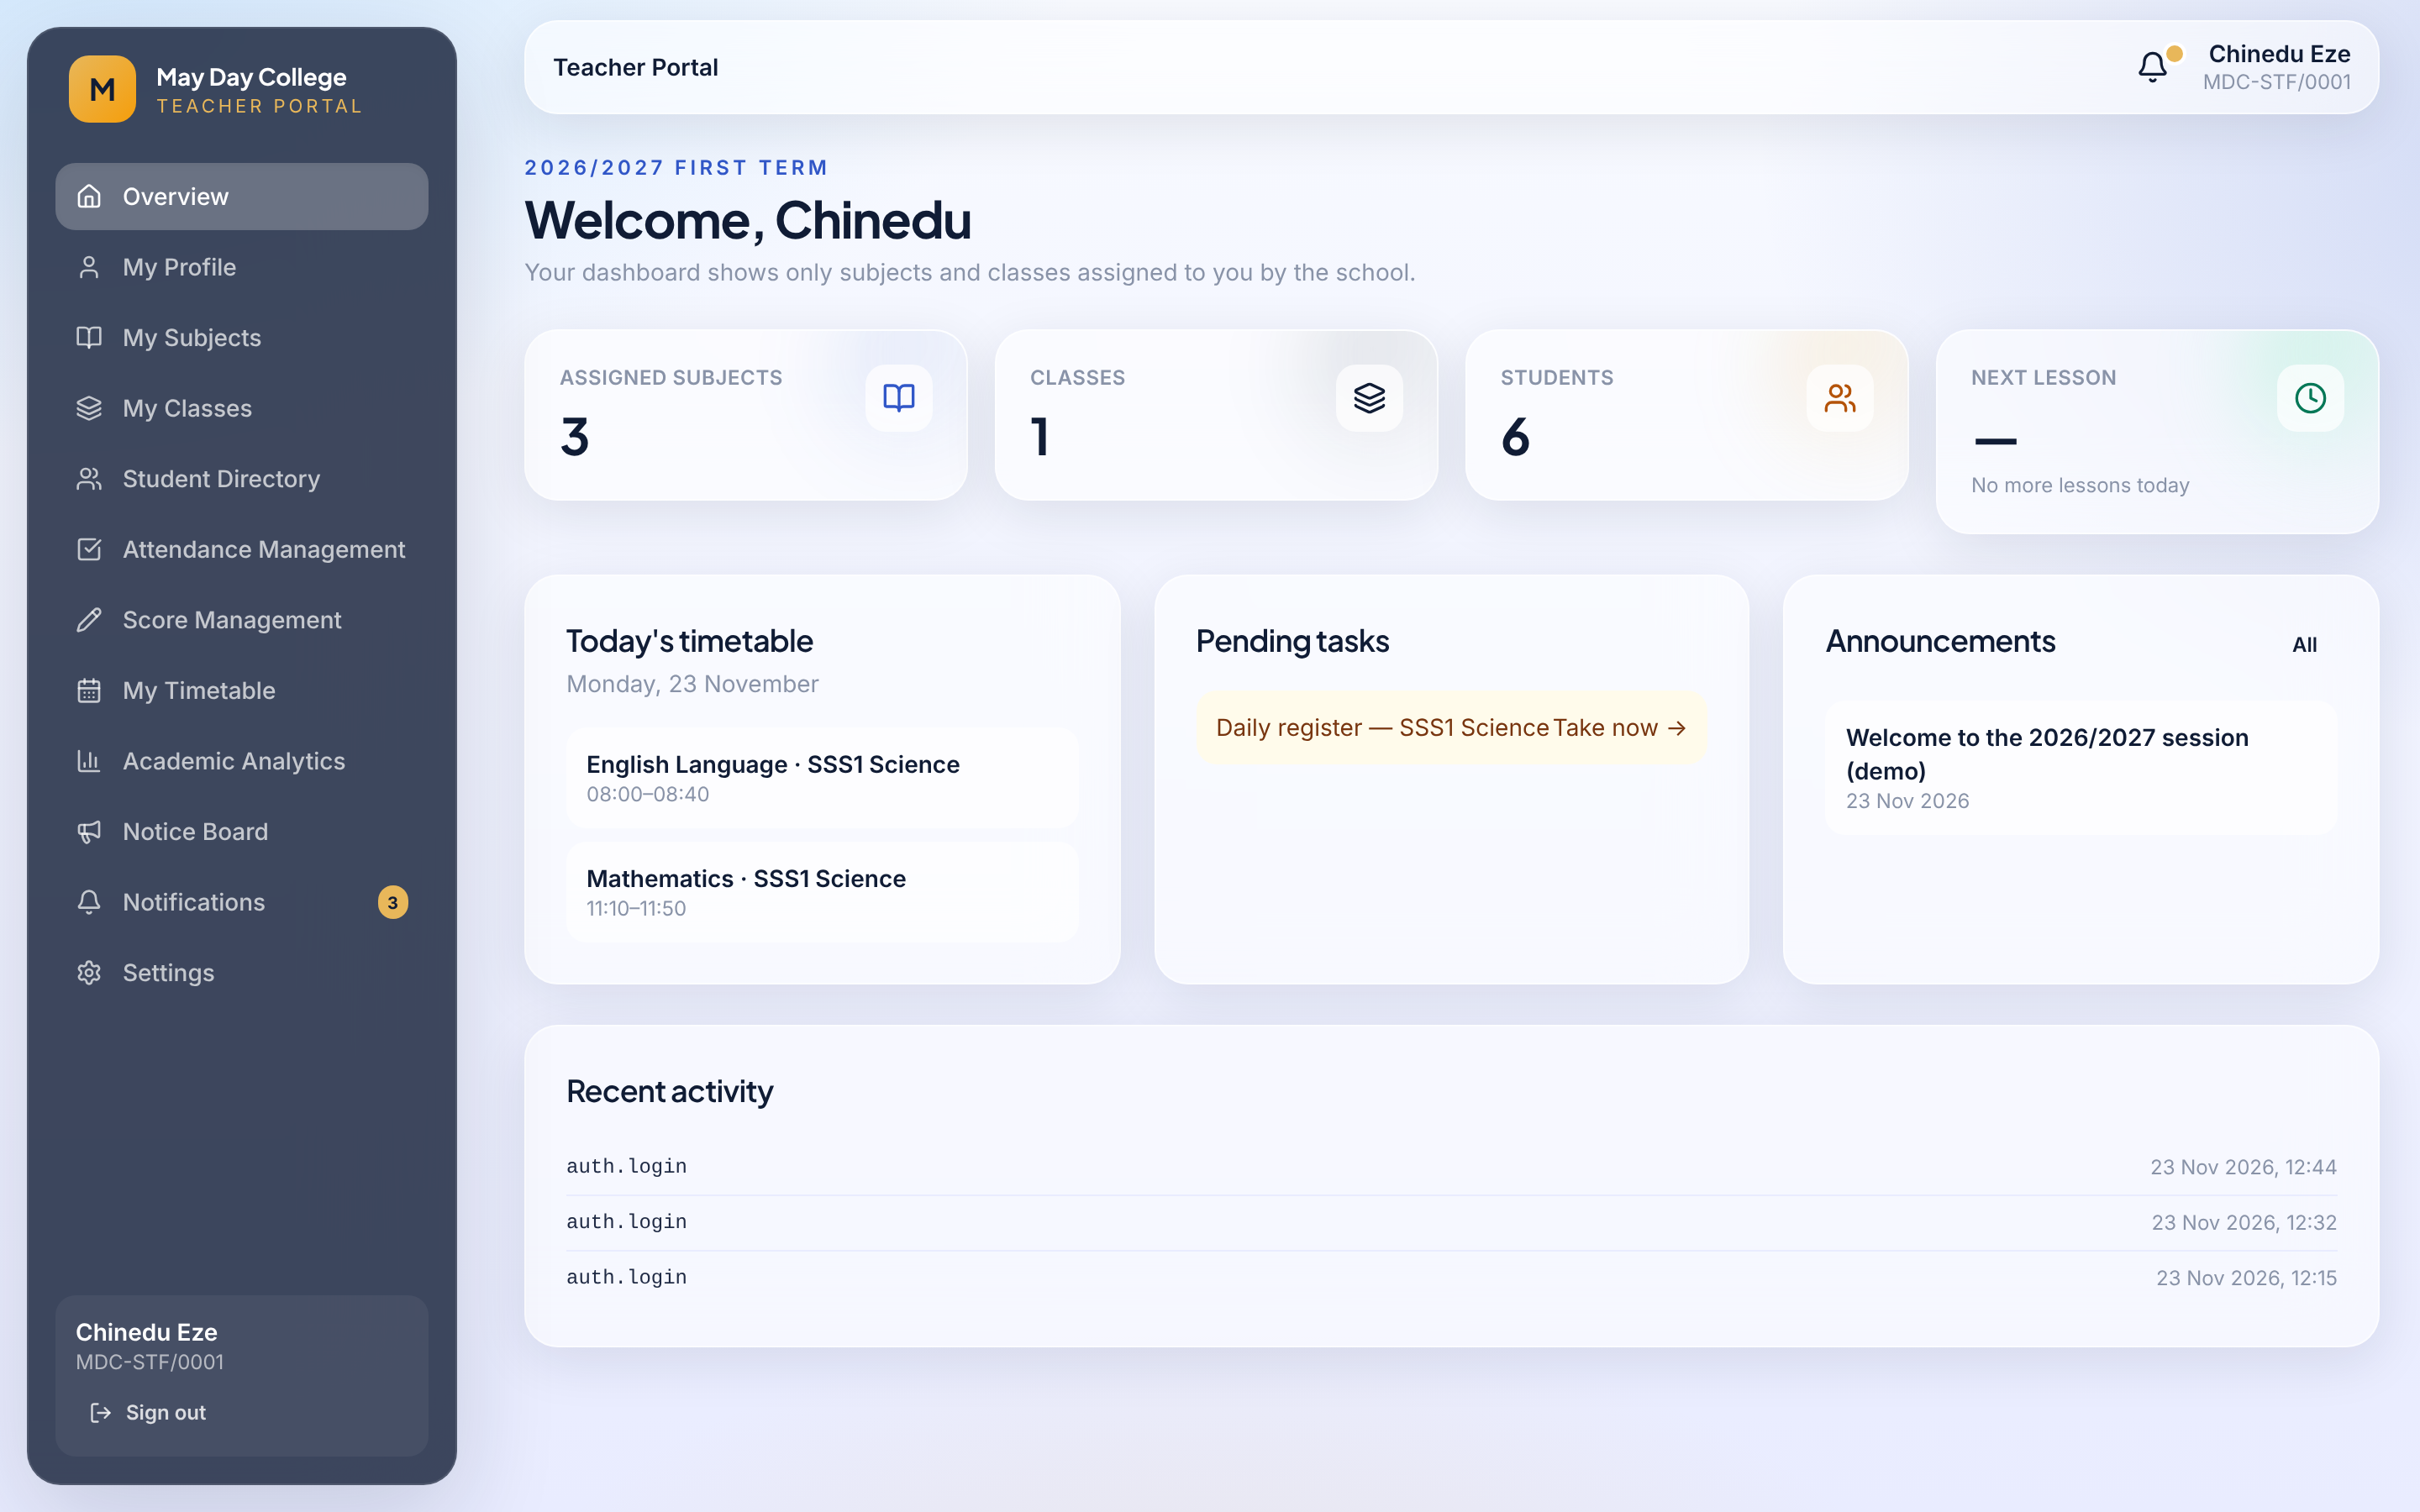 M
May Day College
TEACHER PORTAL
Overview
My Profile
My Subjects
My Classes
Student Directory
Attendance Management
Score Management
My Timetable
Academic Analytics
Notice Board
Notifications 3
Settings
Chinedu Eze
MDC-STF/0001
Sign out
Teacher Portal
Chinedu Eze
MDC-STF/0001
2026/2027 FIRST TERM
Welcome, Chinedu
Your dashboard shows only subjects and classes assigned to you by the school.
ASSIGNED SUBJECTS
3
CLASSES
1
STUDENTS
6
NEXT LESSON
—
No more lessons today
Today's timetable
Monday, 23 November
English Language · SSS1 Science
08:00–08:40
Mathematics · SSS1 Science
11:10–11:50
Pending tasks
Daily register — SSS1 Science Take now →
Announcements All
Welcome to the 2026/2027 session
(demo)
23 Nov 2026
Recent activity
auth.login 23 Nov 2026, 12:44
auth.login 23 Nov 2026, 12:32
auth.login 23 Nov 2026, 12:15